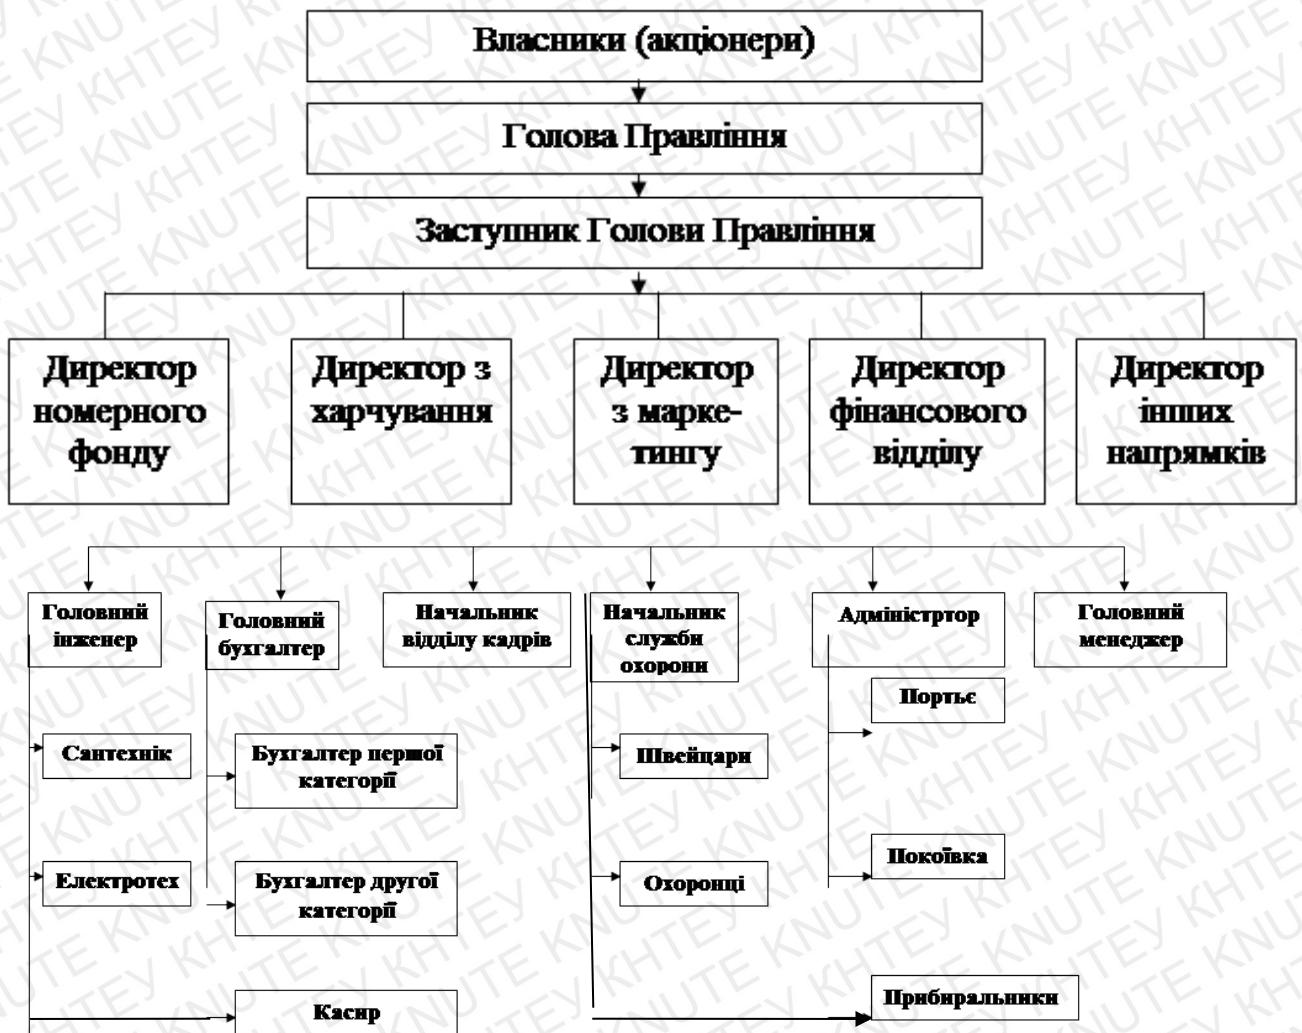 Власники (акціонери)
Голова Правління
Заступник Голови Правління
Директор
номерного
фонду
Директор з
харчування
Директор
з марке-
тингу
Директор
фінансового
відділу
Директор
інших
напрямків
Головний
інженер
Головний
бухгалтер
Начальник
відділу кадрів
Начальник
служби
охорони
Адміністртор
Головний
менеджер
Портьє
Сантехнік
Бухгалтер першої
категорії
Швейцари
Покоївка
Електротех
Бухгалтер другої
категорії
Охоронці
Касир
Прибиральники
KNUTE КНТЕУ